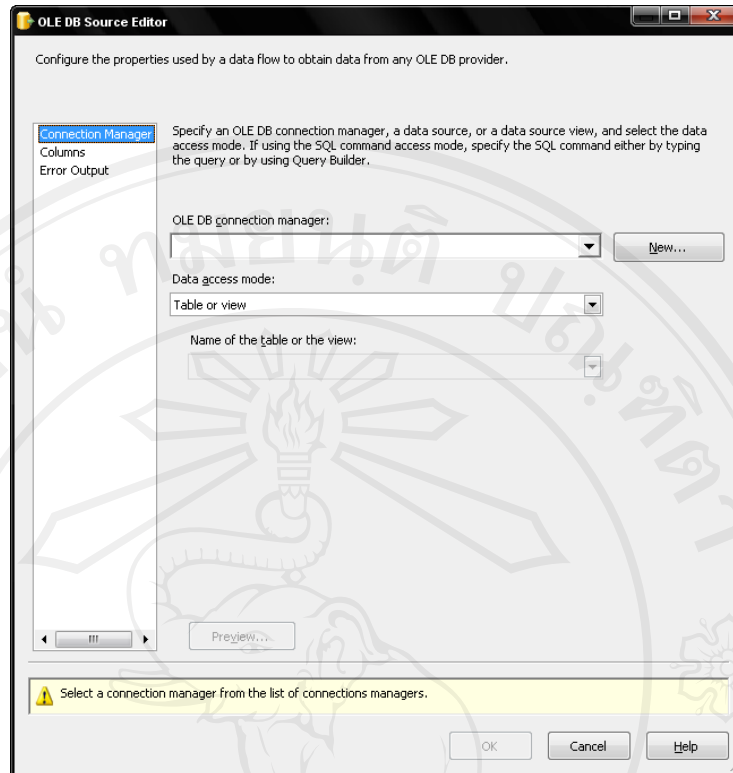 OLE DB Source Editor
Configure the properties used by a data flow to obtain data from any OLE DB provider.
Connection Manager
Columns
Error Output
Specify an OLE DB connection manager, a data source, or a data source view, and select the data
access mode. If using the SQL command access mode, specify the SQL command either by typing
the query or by using Query Builder.
OLE DB connection manager:
New...
Data access mode:
Table or view
Name of the table or the view:
Preview...
Select a connection manager from the list of connections managers.
OK
Cancel
Help